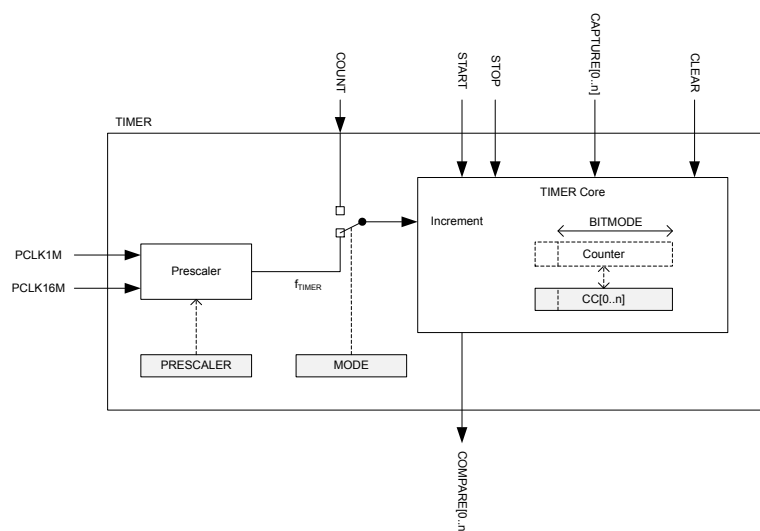 COUNT
START
STOP
CAPTURE[0..n]
CLEAR
TIMER
TIMER Core
Increment
BITMODE
Counter
CC[0..n]
PCLK1M
PCLK16M
Prescaler
fTIMER
PRESCALER
MODE
COMPARE[0..n